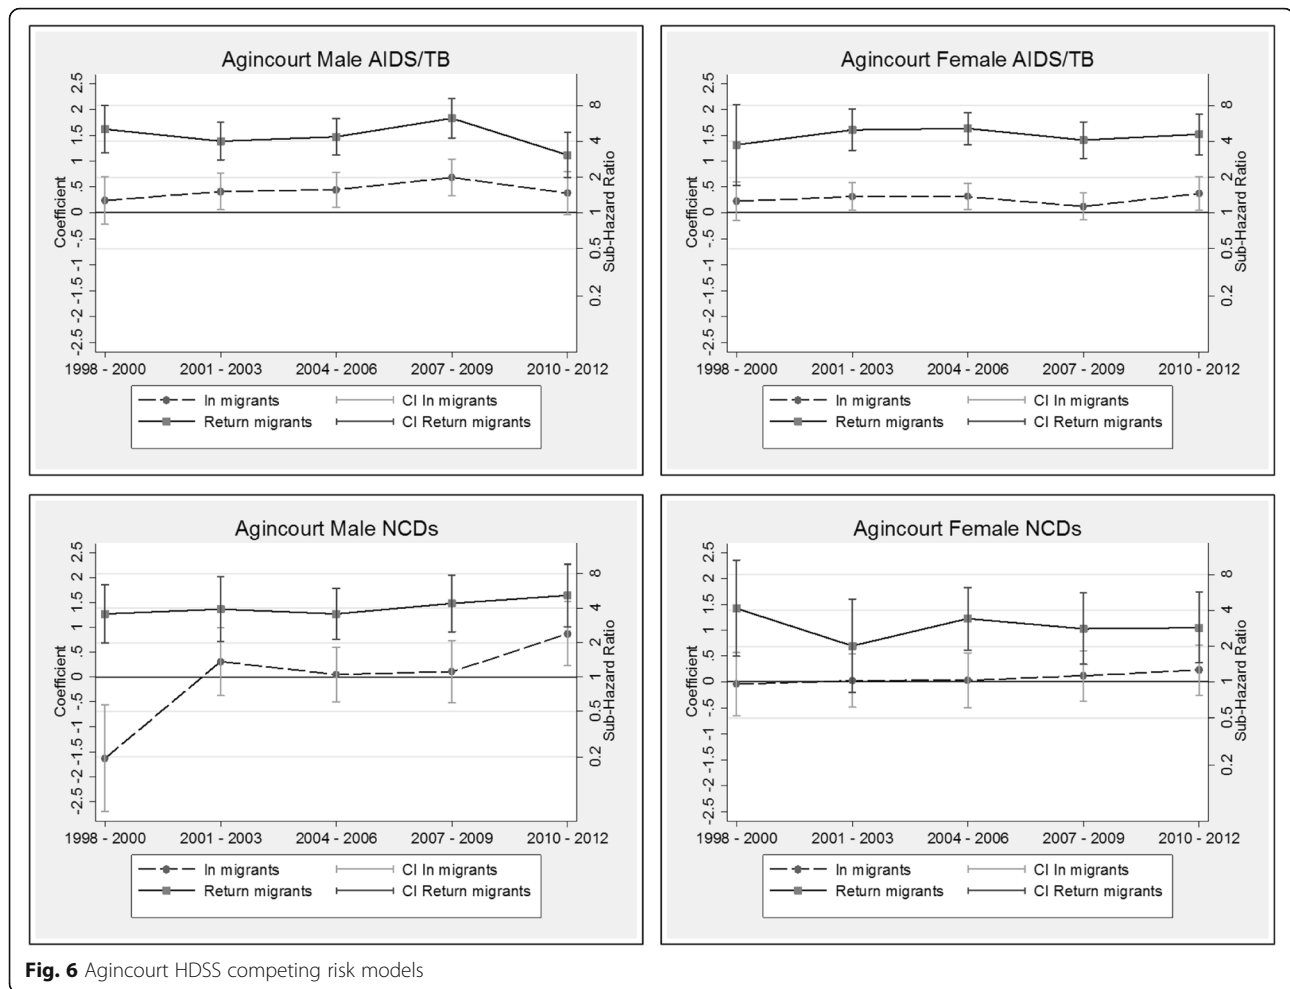 Agincourt Male AIDS/TB
Coefficient
-2.5 -2 -1.5 -1 -.5 0 .5 1 1.5 2 2.5
Sub-Hazard Ratio
0.2 0.5 1 2 4 8
1998 - 2000 2001 - 2003 2004 - 2006 2007 - 2009 2010 - 2012
In migrants CI In migrants
Return migrants CI Return migrants
Agincourt Female AIDS/TB
Coefficient
-2.5 -2 -1.5 -1 -.5 0 .5 1 1.5 2 2.5
Sub-Hazard Ratio
0.2 0.5 1 2 4 8
1998 - 2000 2001 - 2003 2004 - 2006 2007 - 2009 2010 - 2012
In migrants CI In migrants
Return migrants CI Return migrants
Agincourt Male NCDs
Coefficient
-2.5 -2 -1.5 -1 -.5 0 .5 1 1.5 2 2.5
Sub-Hazard Ratio
0.2 0.5 1 2 4 8
1998 - 2000 2001 - 2003 2004 - 2006 2007 - 2009 2010 - 2012
In migrants CI In migrants
Return migrants CI Return migrants
Agincourt Female NCDs
Coefficient
-2.5 -2 -1.5 -1 -.5 0 .5 1 1.5 2 2.5
Sub-Hazard Ratio
0.2 0.5 1 2 4 8
1998 - 2000 2001 - 2003 2004 - 2006 2007 - 2009 2010 - 2012
In migrants CI In migrants
Return migrants CI Return migrants
Fig. 6 Agincourt HDSS competing risk models